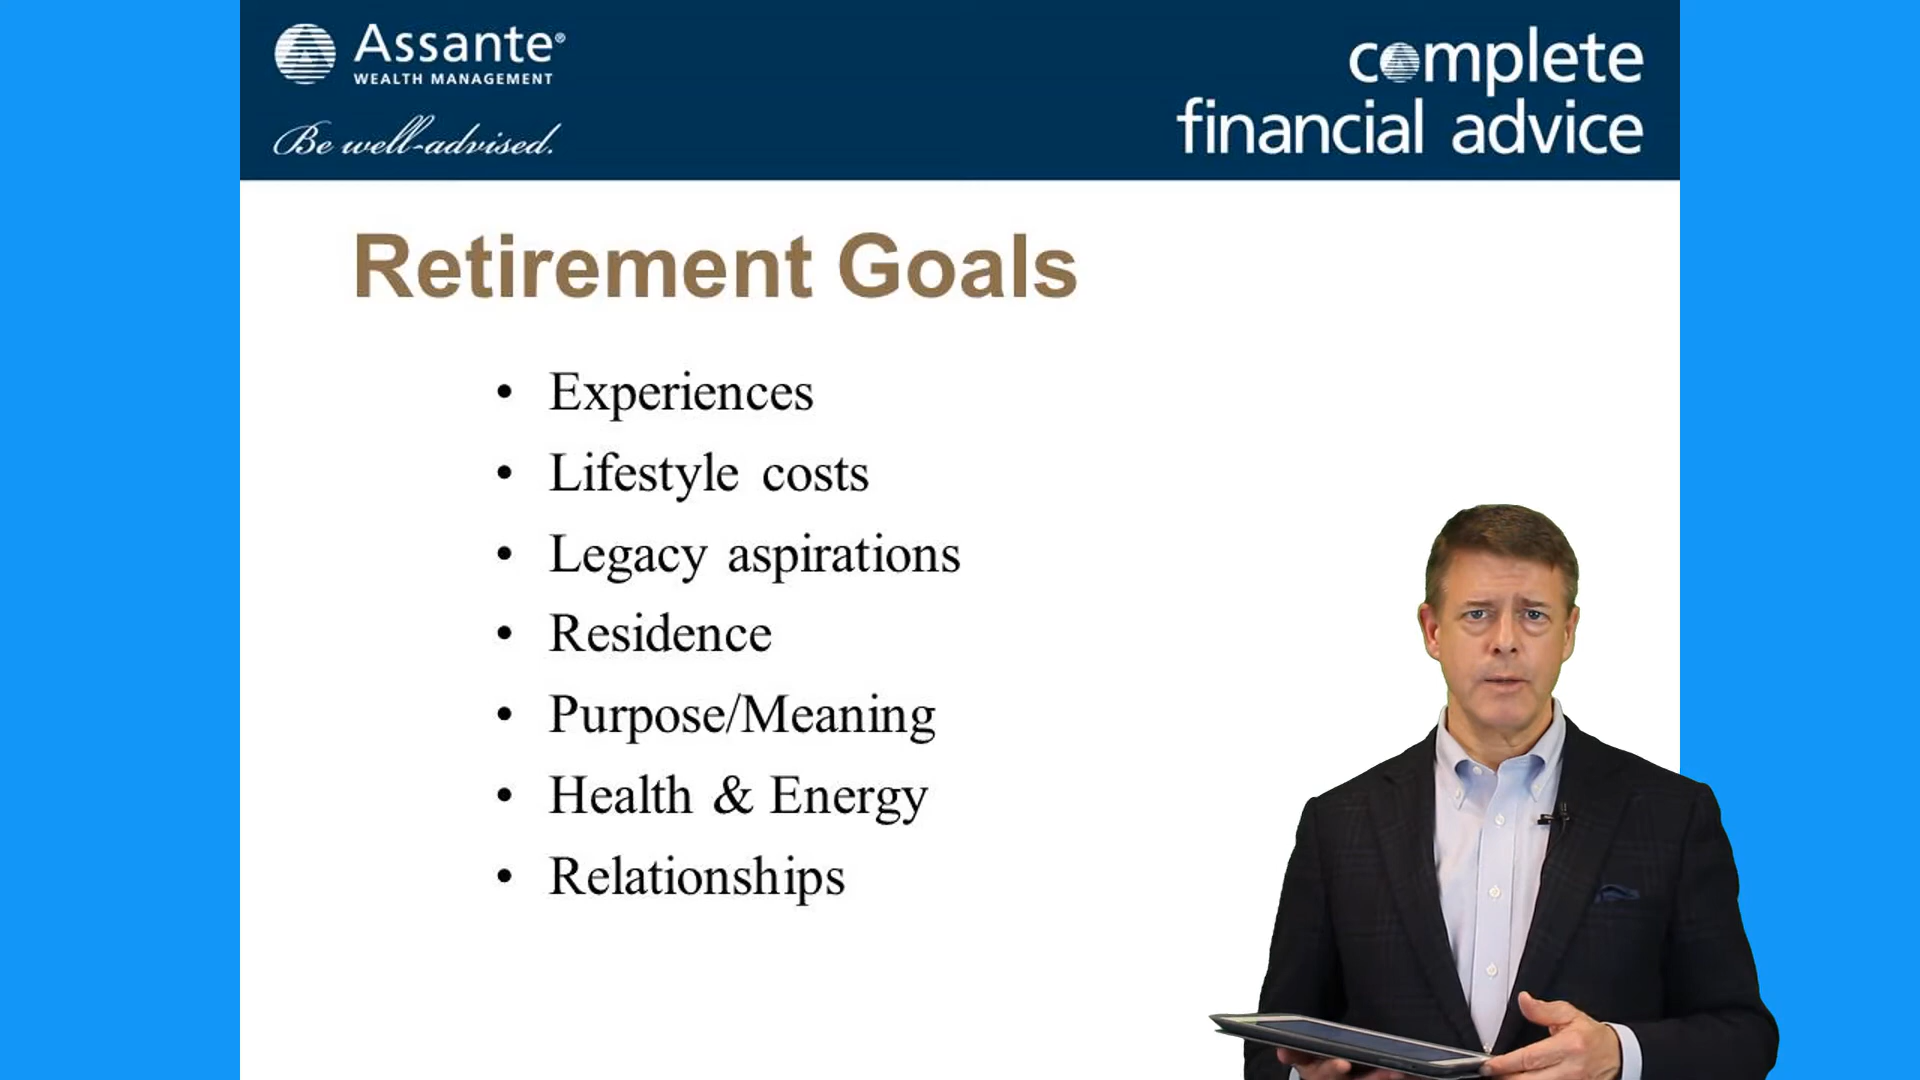 Assante®
WEALTH MANAGEMENT
Be well-advised.
complete
financial advice
Retirement Goals
• Experiences
• Lifestyle costs
• Legacy aspirations
• Residence
• Purpose/Meaning
• Health & Energy
• Relationships